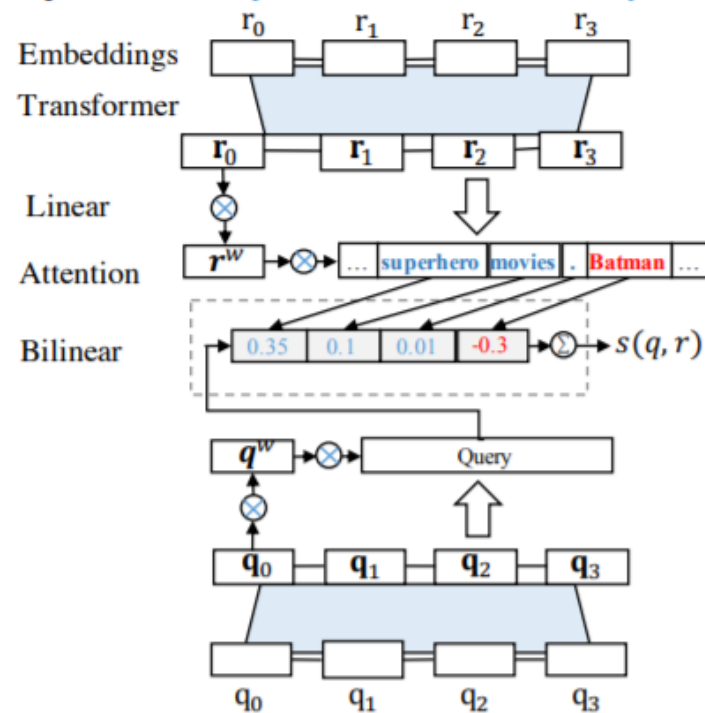 r0 r1 r2 r3
Embeddings
Transformer
r0 r1 r2 r3
Linear
r^w ... superhero movies . Batman ...
Attention
Bilinear 0.35 0.1 0.01 -0.3 Σ s(q, r)
q^w Query
q0 q1 q2 q3
q0 q1 q2 q3